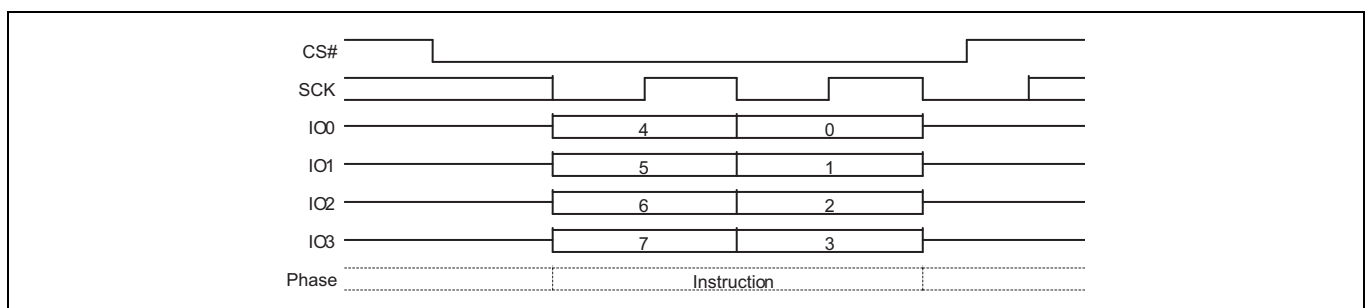 CS#
SCK
IO0 4 0
IO1 5 1
IO2 6 2
IO3 7 3
Phase Instruction